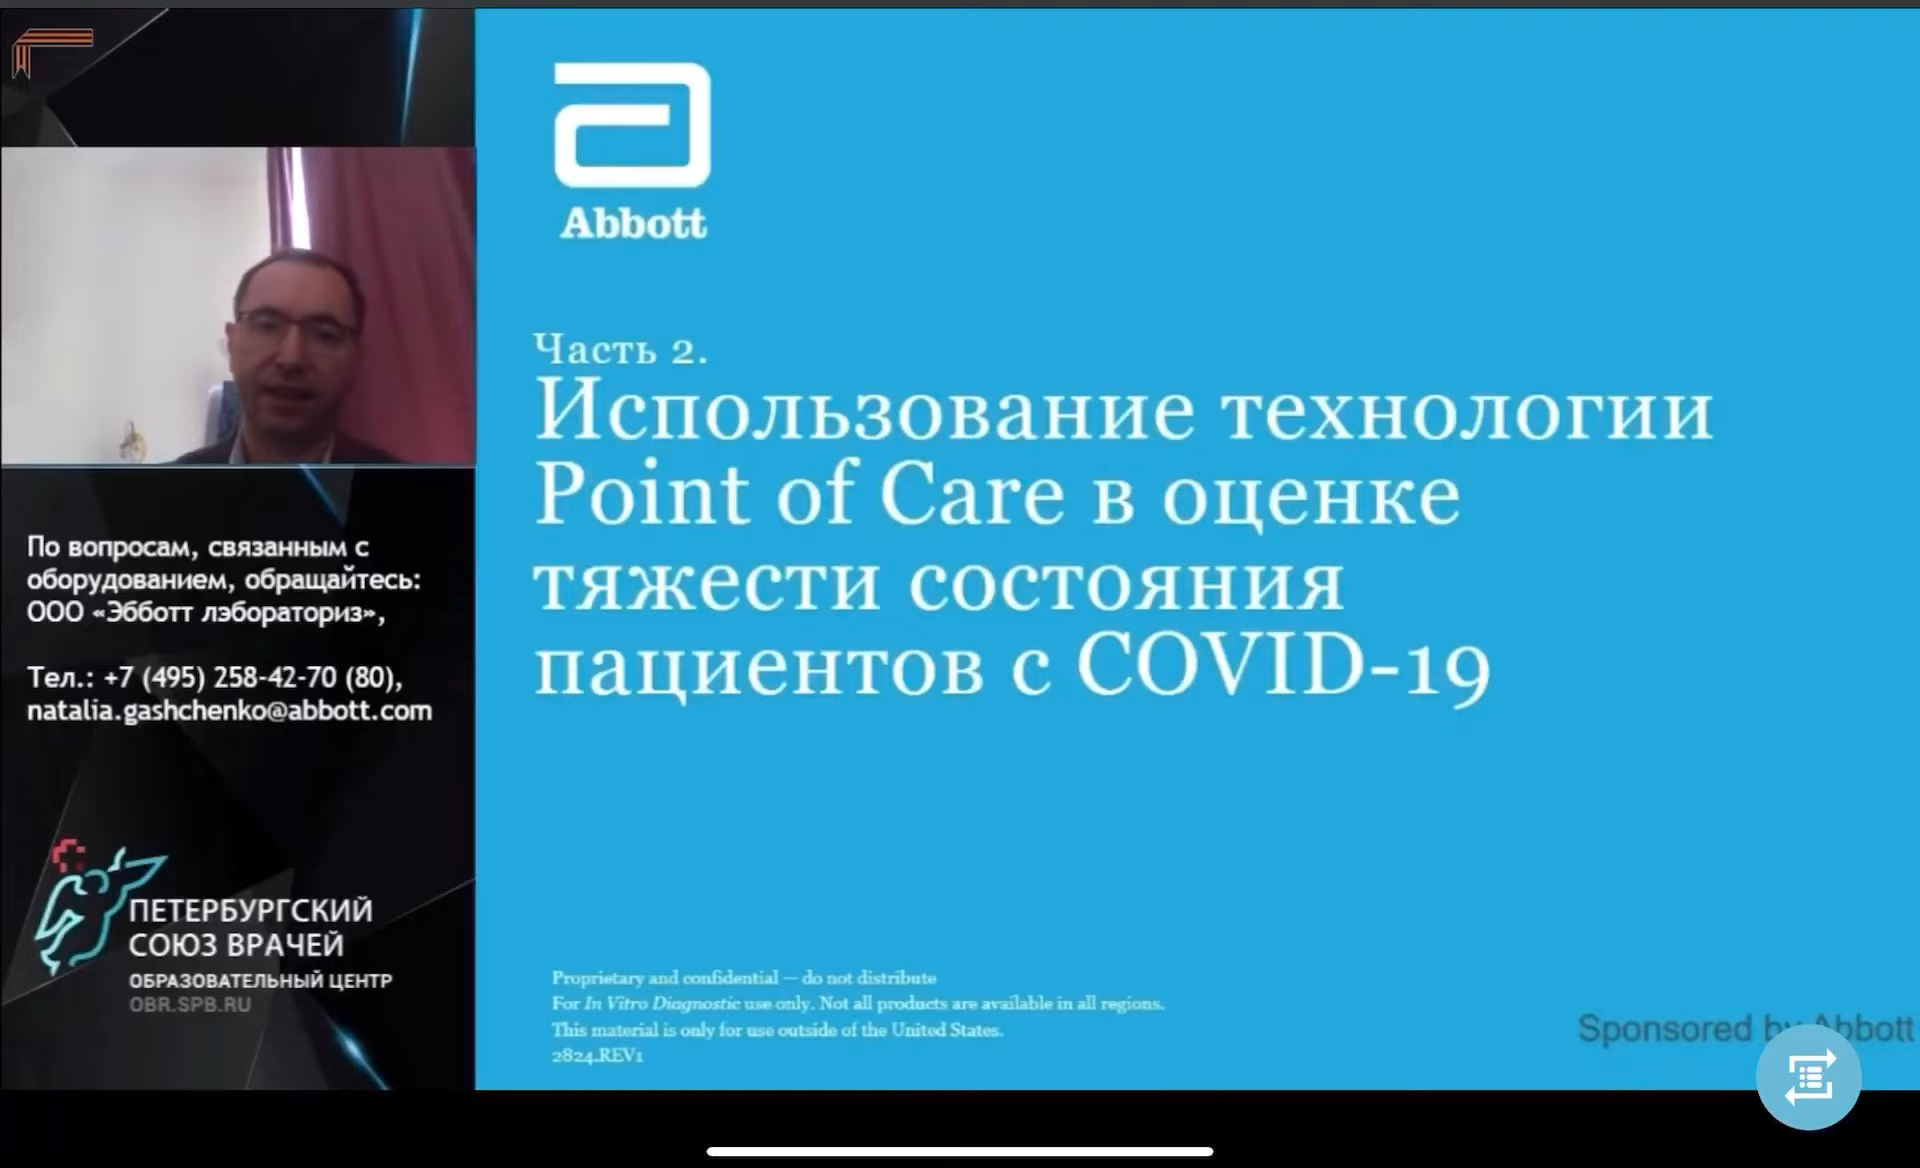 Abbott
Часть 2.
Использование технологии
Point of Care в оценке
тяжести состояния
пациентов с COVID-19
По вопросам, связанным с
оборудованием, обращайтесь:
ООО «Эбботт лэбораториз»,
Тел.: +7 (495) 258-42-70 (80),
natalia.gashchenko@abbott.com
ПЕТЕРБУРГСКИЙ
СОЮЗ ВРАЧЕЙ
ОБРАЗОВАТЕЛЬНЫЙ ЦЕНТР
OBR.SPB.RU
Proprietary and confidential — do not distribute
For In Vitro Diagnostic use only. Not all products are available in all regions.
This material is only for use outside of the United States.
2824.REV1
Sponsored by Abbott